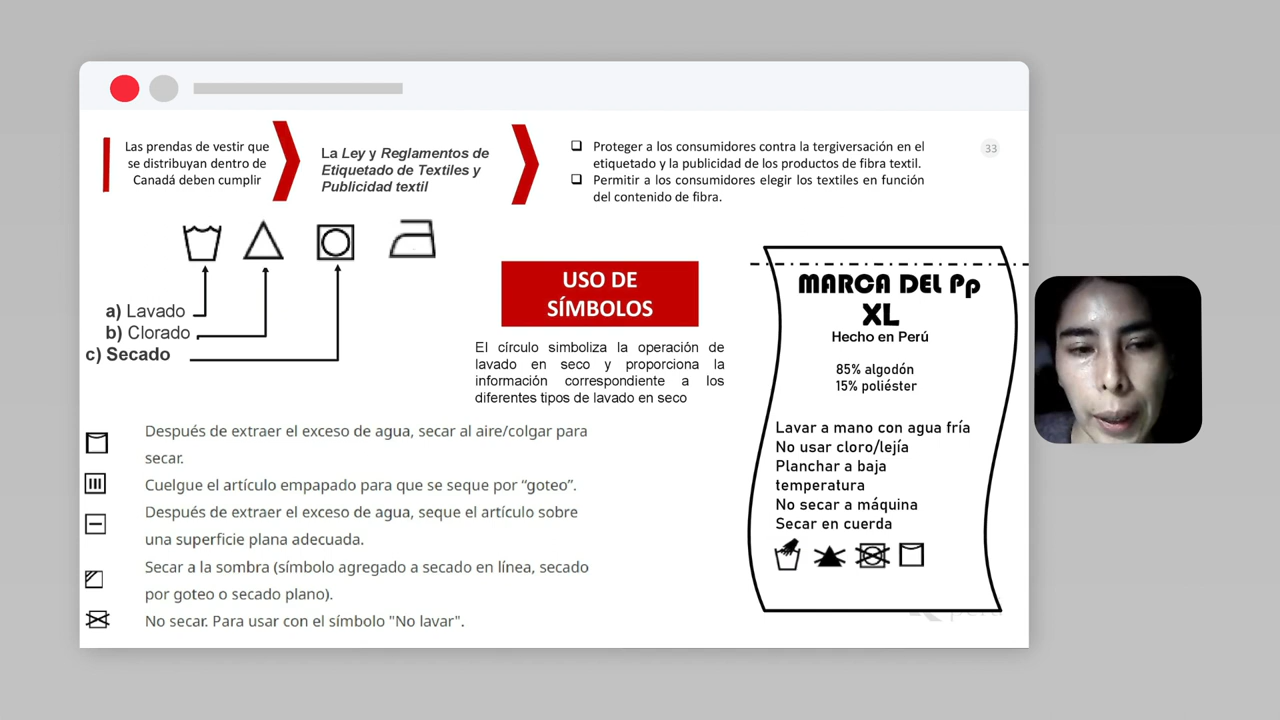 Las prendas de vestir que
se distribuyan dentro de
Canadá deben cumplir
La Ley y Reglamentos de
Etiquetado de Textiles y
Publicidad textil
Proteger a los consumidores contra la tergiversación en el
etiquetado y la publicidad de los productos de fibra textil.
Permitir a los consumidores elegir los textiles en función
del contenido de fibra.
33
a) Lavado
b) Clorado
c) Secado
USO DE
SÍMBOLOS
El círculo simboliza la operación de
lavado en seco y proporciona la
información correspondiente a los
diferentes tipos de lavado en seco
Después de extraer el exceso de agua, secar al aire/colgar para
secar.
Cuelgue el artículo empapado para que se seque por “goteo”.
Después de extraer el exceso de agua, seque el artículo sobre
una superficie plana adecuada.
Secar a la sombra (símbolo agregado a secado en línea, secado
por goteo o secado plano).
No secar. Para usar con el símbolo "No lavar".
MARCA DEL Pp
XL
Hecho en Perú
85% algodón
15% poliéster
Lavar a mano con agua fría
No usar cloro/lejía
Planchar a baja
temperatura
No secar a máquina
Secar en cuerda